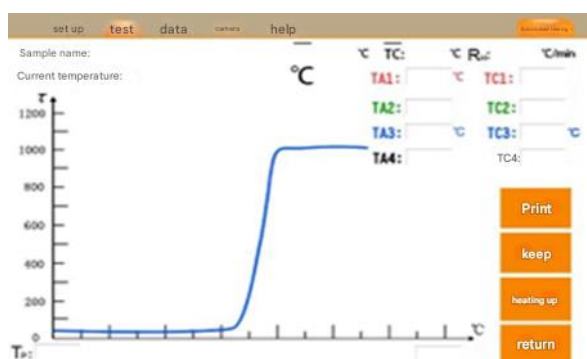 set up test data camera help
Sample name: ℃ TC: ℃ R ℃/min
Current temperature: ℃ TA1: ℃ TC1:
TA2: TC2:
TA3: ℃ TC3: ℃
TA4: TC4:
τ
1200
1000
800
600
400
200
0
℃
Print
keep
heating up
return